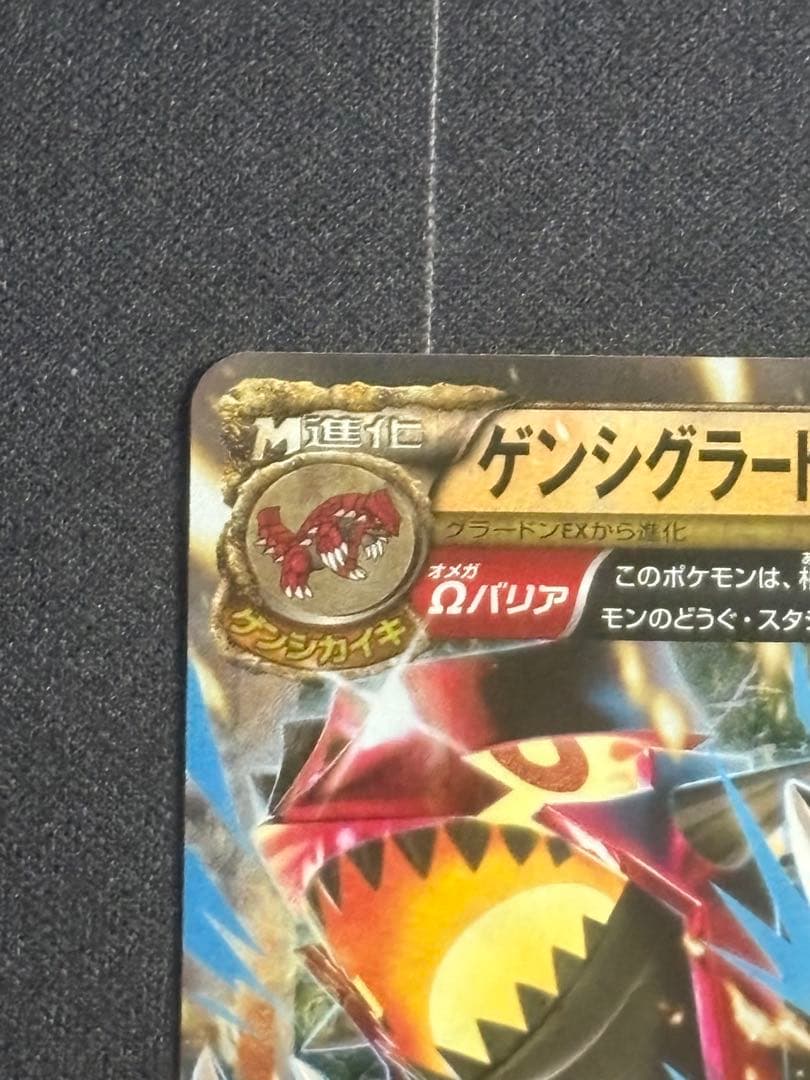 M進化
ゲンシグラード
グラードンEXから進化
ゲンシカイキ
オメガ
Ωバリア
このポケモンは、
モンのどうぐ・スタジ